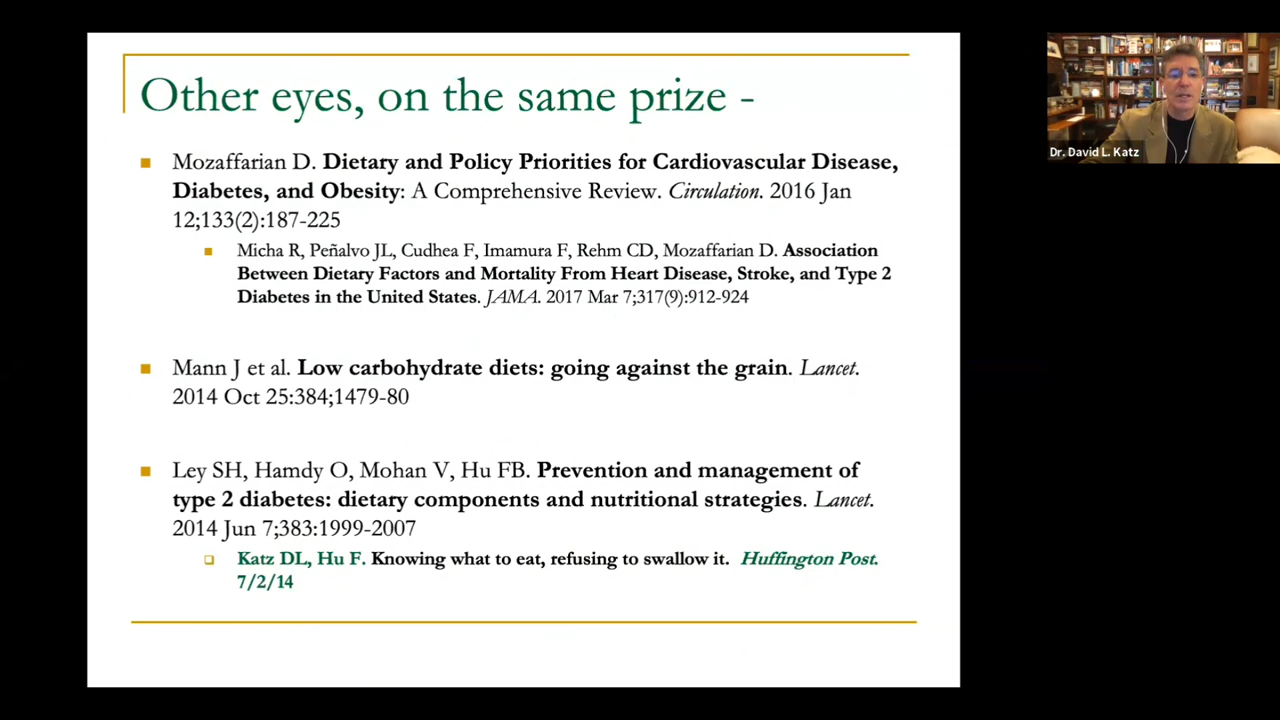 Other eyes, on the same prize -
Mozaffarian D. Dietary and Policy Priorities for Cardiovascular Disease,
Diabetes, and Obesity: A Comprehensive Review. Circulation. 2016 Jan
12;133(2):187-225
Micha R, Peñalvo JL, Cudhea F, Imamura F, Rehm CD, Mozaffarian D. Association
Between Dietary Factors and Mortality From Heart Disease, Stroke, and Type 2
Diabetes in the United States. JAMA. 2017 Mar 7;317(9):912-924
Mann J et al. Low carbohydrate diets: going against the grain. Lancet.
2014 Oct 25:384;1479-80
Ley SH, Hamdy O, Mohan V, Hu FB. Prevention and management of
type 2 diabetes: dietary components and nutritional strategies. Lancet.
2014 Jun 7;383:1999-2007
Katz DL, Hu F. Knowing what to eat, refusing to swallow it. Huffington Post.
7/2/14
Dr. David L. Katz